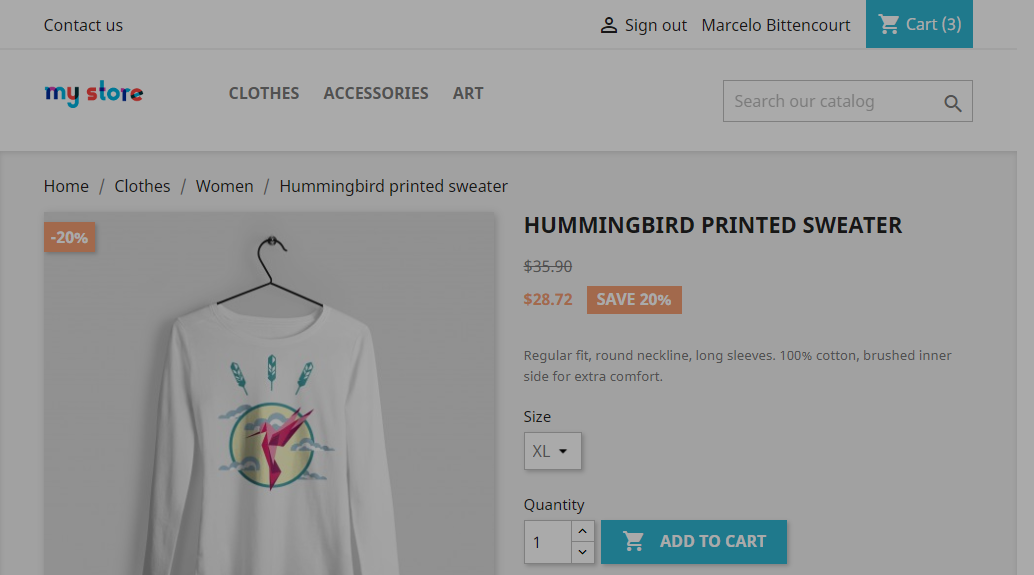 Contact us
Sign out Marcelo Bittencourt Cart (3)
my store
CLOTHES ACCESSORIES ART
Search our catalog
Home / Clothes / Women / Hummingbird printed sweater
-20%
HUMMINGBIRD PRINTED SWEATER
$35.90
$28.72 SAVE 20%
Regular fit, round neckline, long sleeves. 100% cotton, brushed inner
side for extra comfort.
Size
XL
Quantity
1 ADD TO CART